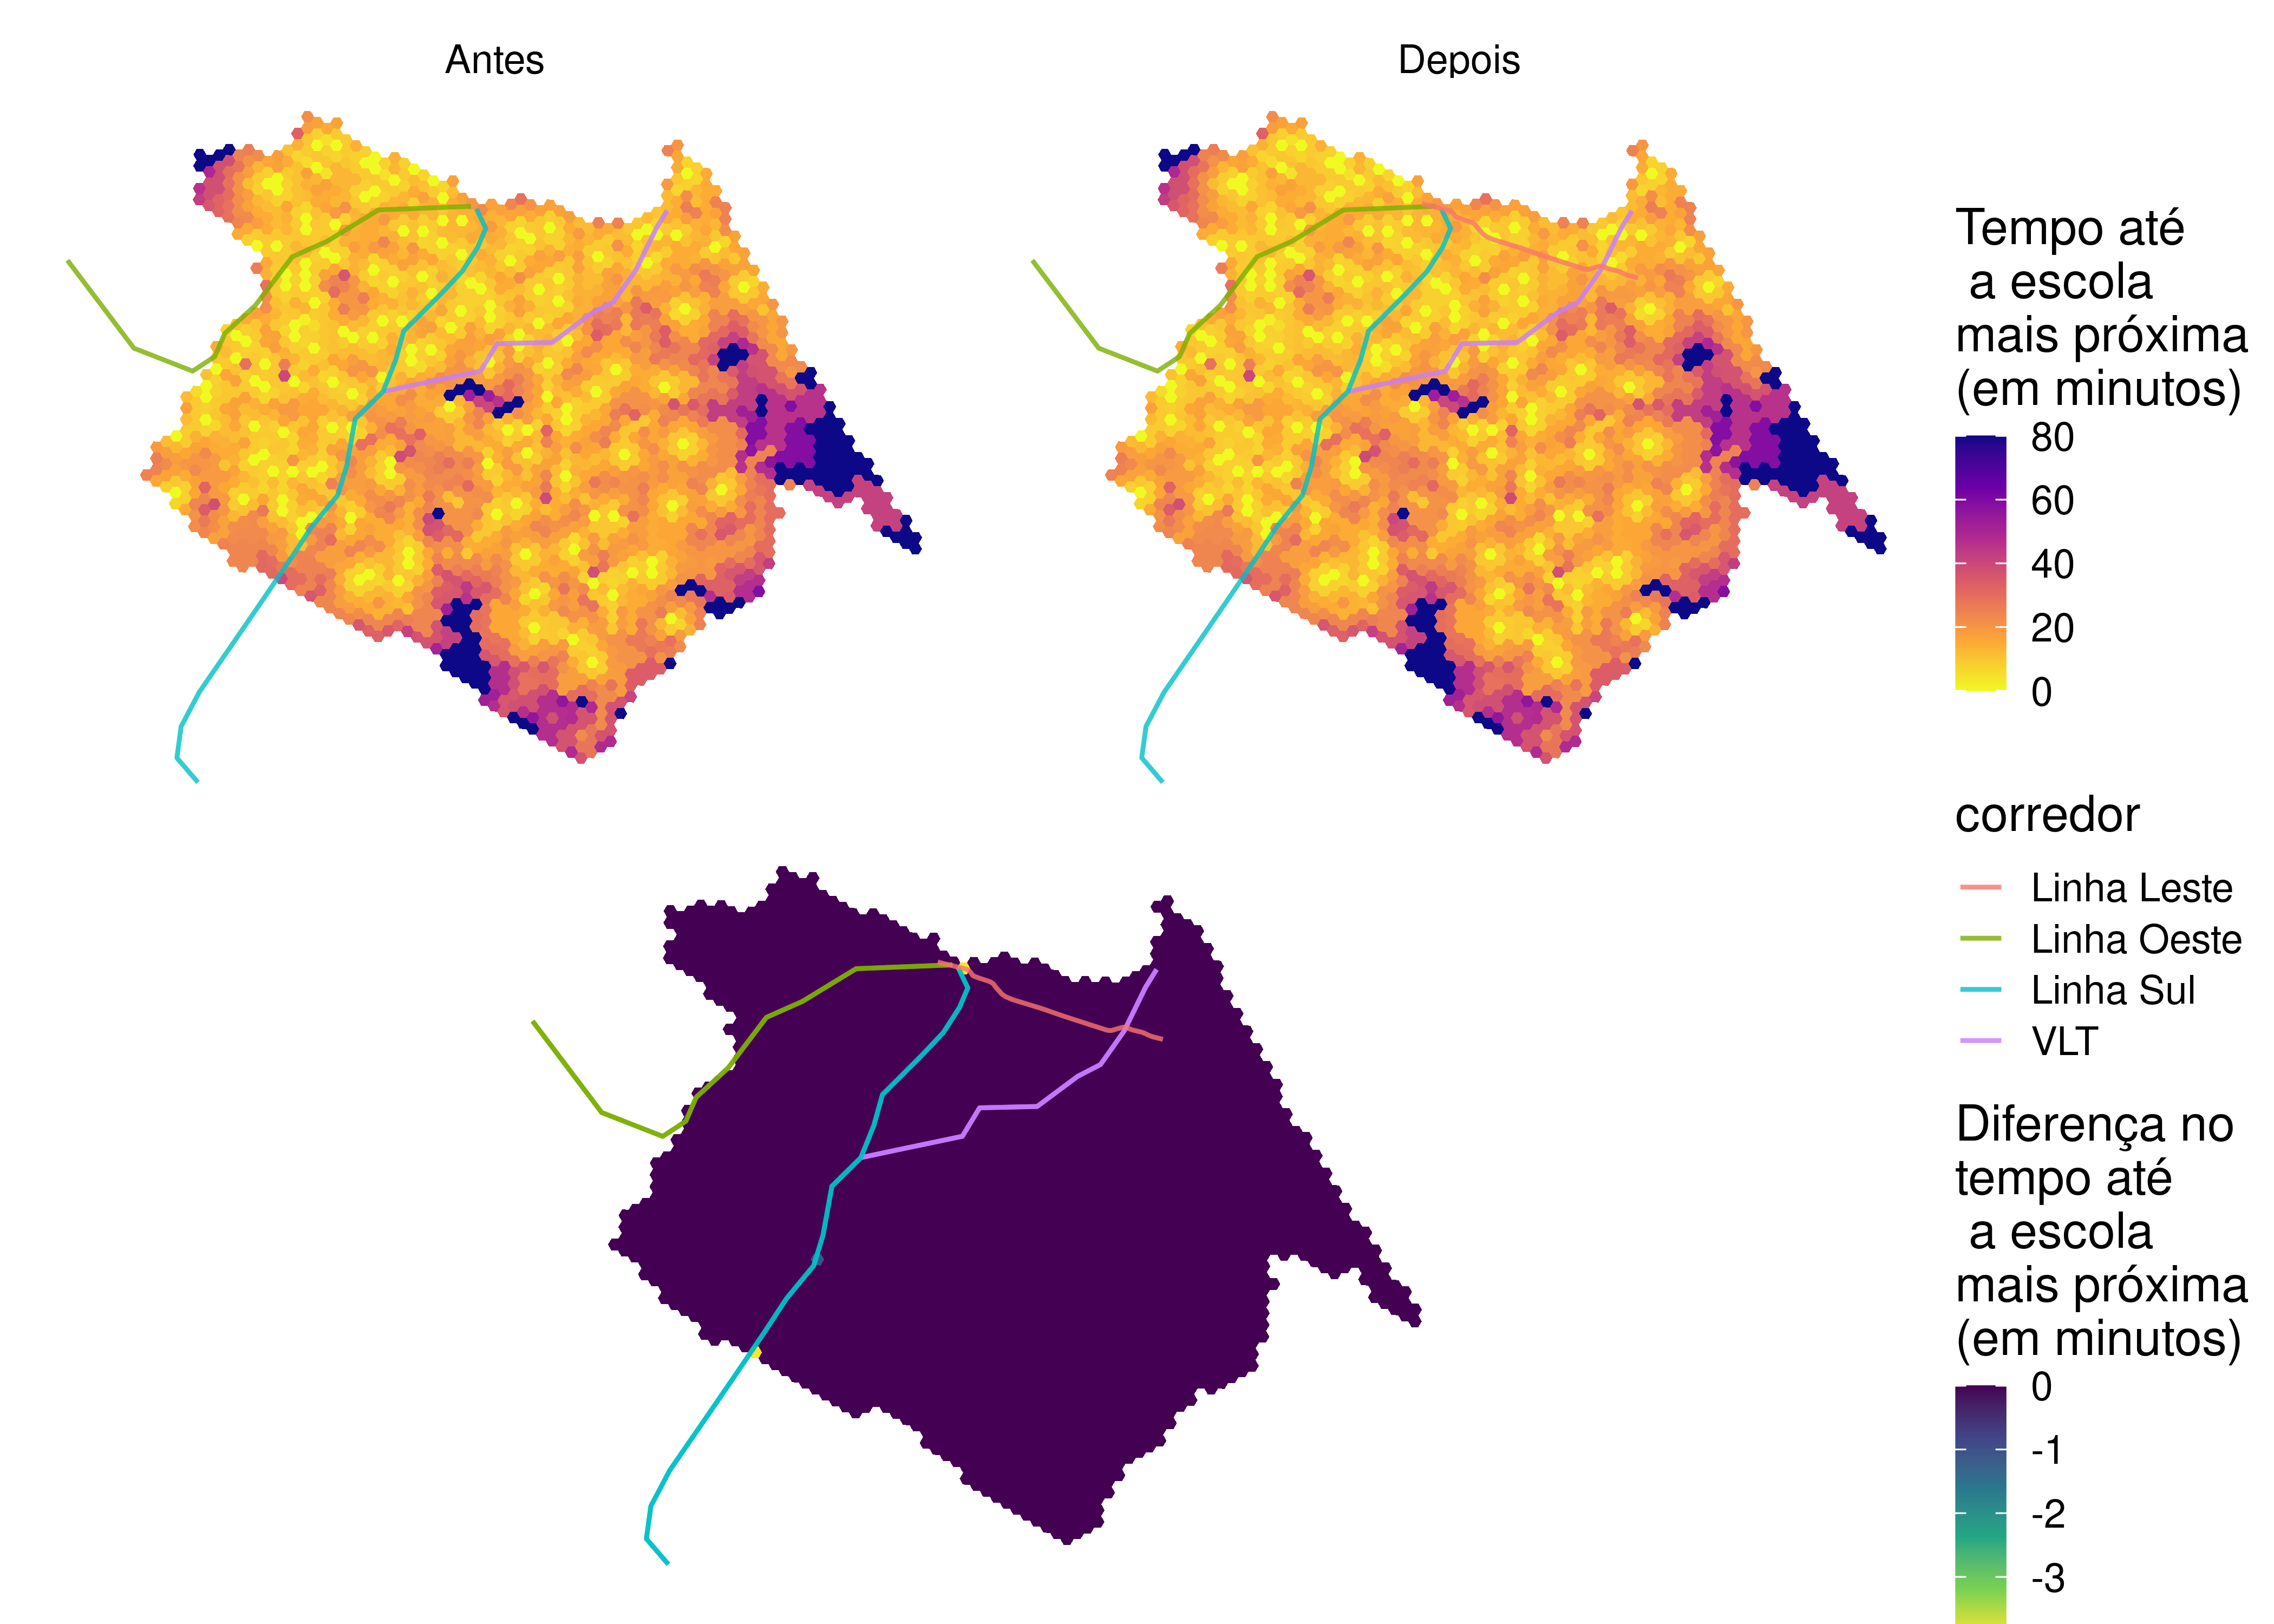 Antes
Depois
Tempo até
a escola
mais próxima
(em minutos)
80
60
40
20
0
corredor
Linha Leste
Linha Oeste
Linha Sul
VLT
Diferença no
tempo até
a escola
mais próxima
(em minutos)
0
-1
-2
-3